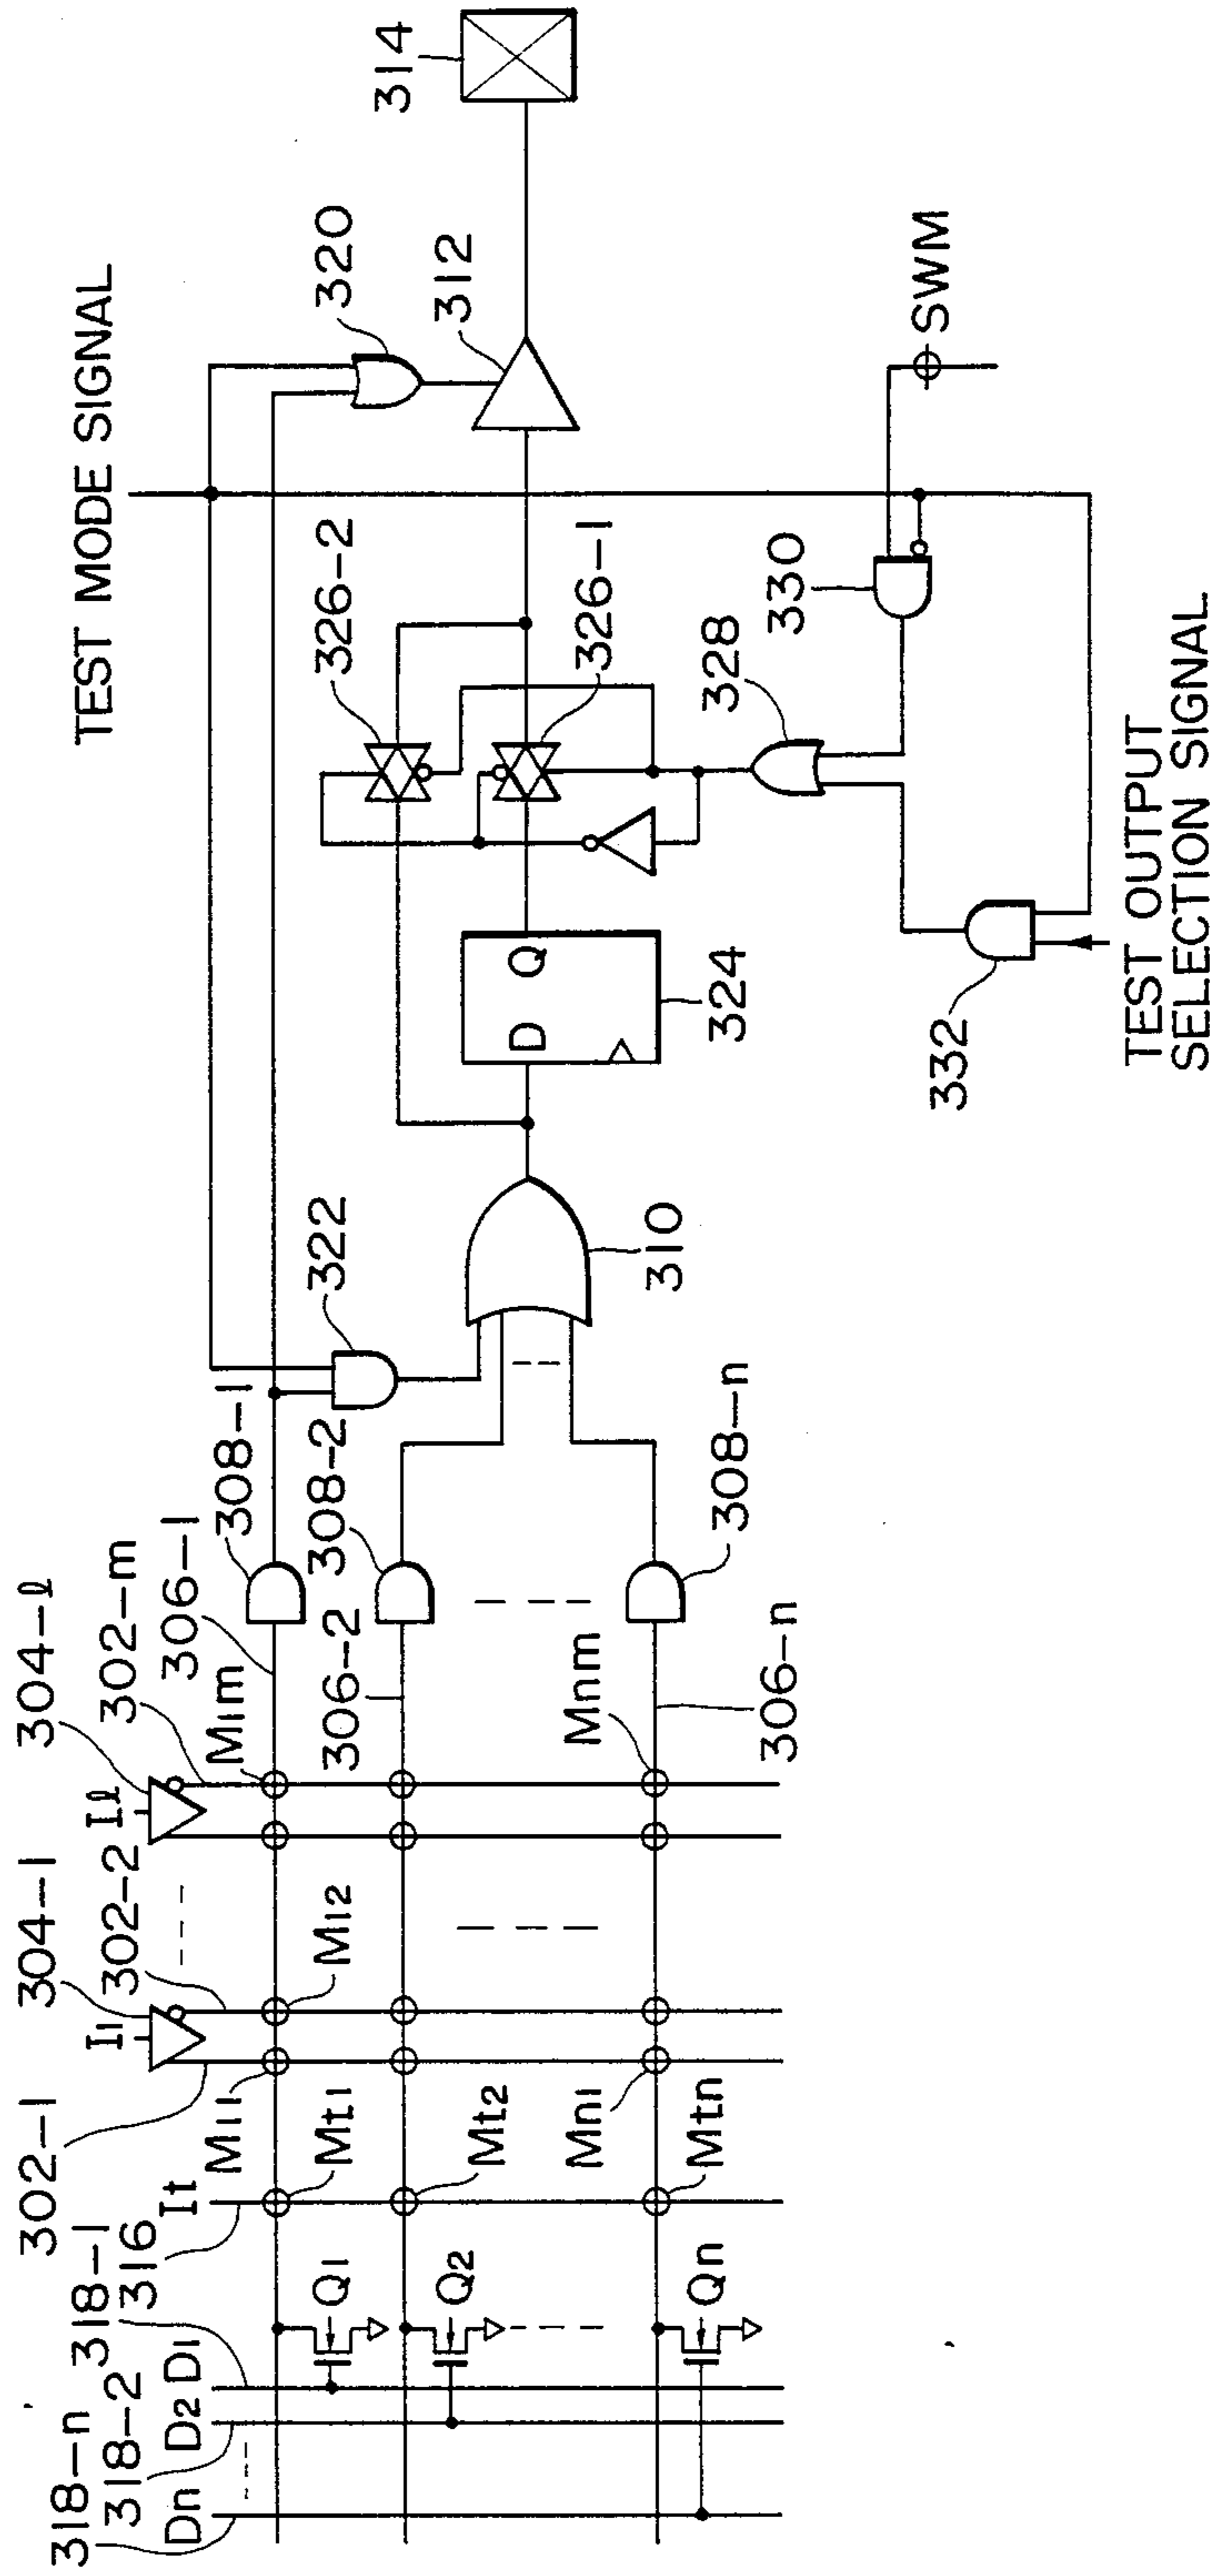 TEST MODE SIGNAL
314
320
312
SWM
326-2
326-1
330
328
TEST OUTPUT
SELECTION SIGNAL
332
324
D
Q
322
310
308-1
308-2
308-n
306-1
306-2
306-n
304-l
302-m
Il
M1m
Mnm
304-1
302-2
I1
M12
302-1
M11
Mn1
It
316
Mt1
Mt2
Mtn
318-1
D1
Q1
318-2
D2
Q2
318-n
Dn
Qn